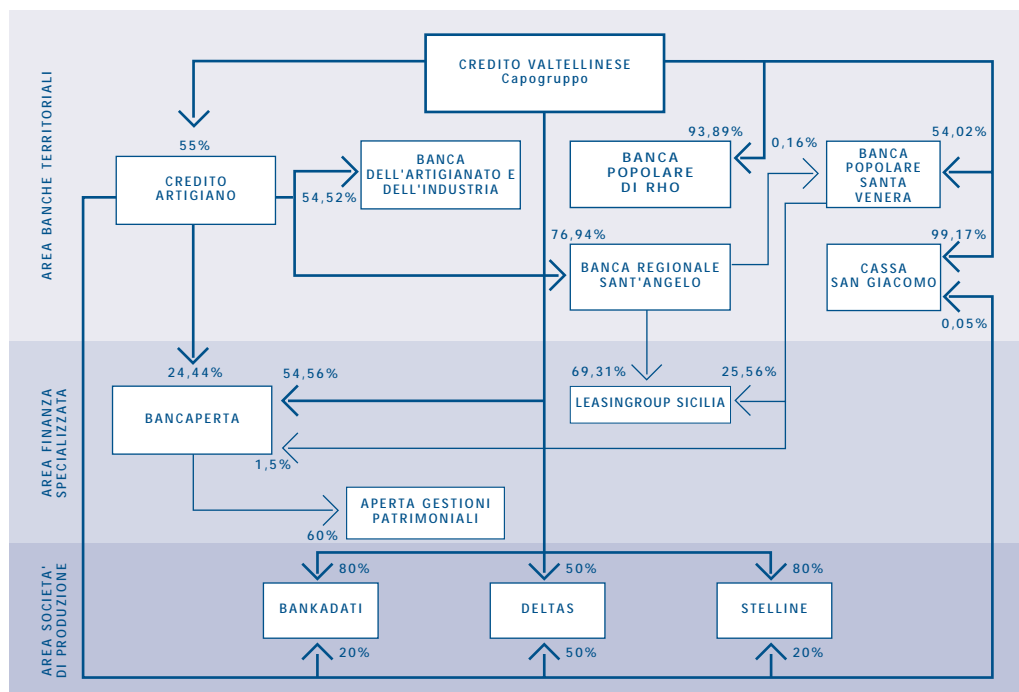 AREA BANCHE TERRITORIALI
CREDITO VALTELLINESE
Capogruppo
55%
CREDITO
ARTIGIANO
BANCA
DELL'ARTIGIANATO E
DELL'INDUSTRIA
54,52%
93,89%
BANCA
POPOLARE
DI RHO
0,16%
54,02%
BANCA
POPOLARE
SANTA
VENERA
76,94%
BANCA REGIONALE
SANT'ANGELO
99,17%
CASSA
SAN GIACOMO
0,05%
AREA FINANZA
SPECIALIZZATA
24,44%
54,56%
BANCAPERTA
1,5%
69,31%
25,56%
LEASINGROUP SICILIA
APERTA GESTIONI
PATRIMONIALI
60%
AREA SOCIETA'
DI PRODUZIONE
80%
50%
80%
BANKADATI
DELTAS
STELLINE
20%
50%
20%